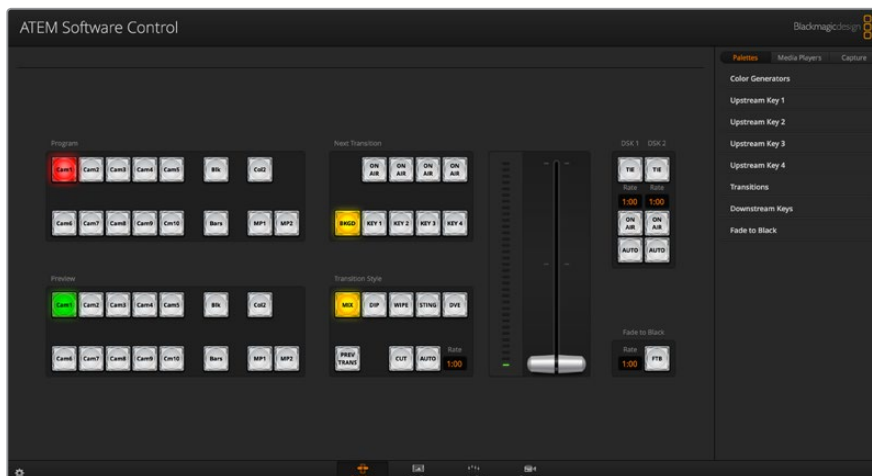 ATEM Software Control
Blackmagicdesign
Palettes Media Players Capture
Color Generators
Upstream Key 1
Upstream Key 2
Upstream Key 3
Upstream Key 4
Transitions
Downstream Keys
Fade to Black
Program
Cam1 Cam2 Cam3 Cam4 Cam5 Blk Col2
Cam6 Cam7 Cam8 Cam9 Cm10 Bars MP1 MP2
Next Transition
ON AIR ON AIR ON AIR ON AIR
BKGD KEY 1 KEY 2 KEY 3 KEY 4
DSK 1 DSK 2
TIE TIE
Rate Rate
1:00 1:00
ON AIR ON AIR
AUTO AUTO
Preview
Cam1 Cam2 Cam3 Cam4 Cam5 Blk Col2
Cam6 Cam7 Cam8 Cam9 Cm10 Bars MP1 MP2
Transition Style
MIX DIP WIPE STING DVE
Rate
PREV TRANS CUT AUTO 1:00
Fade to Black
Rate
1:00 FTB